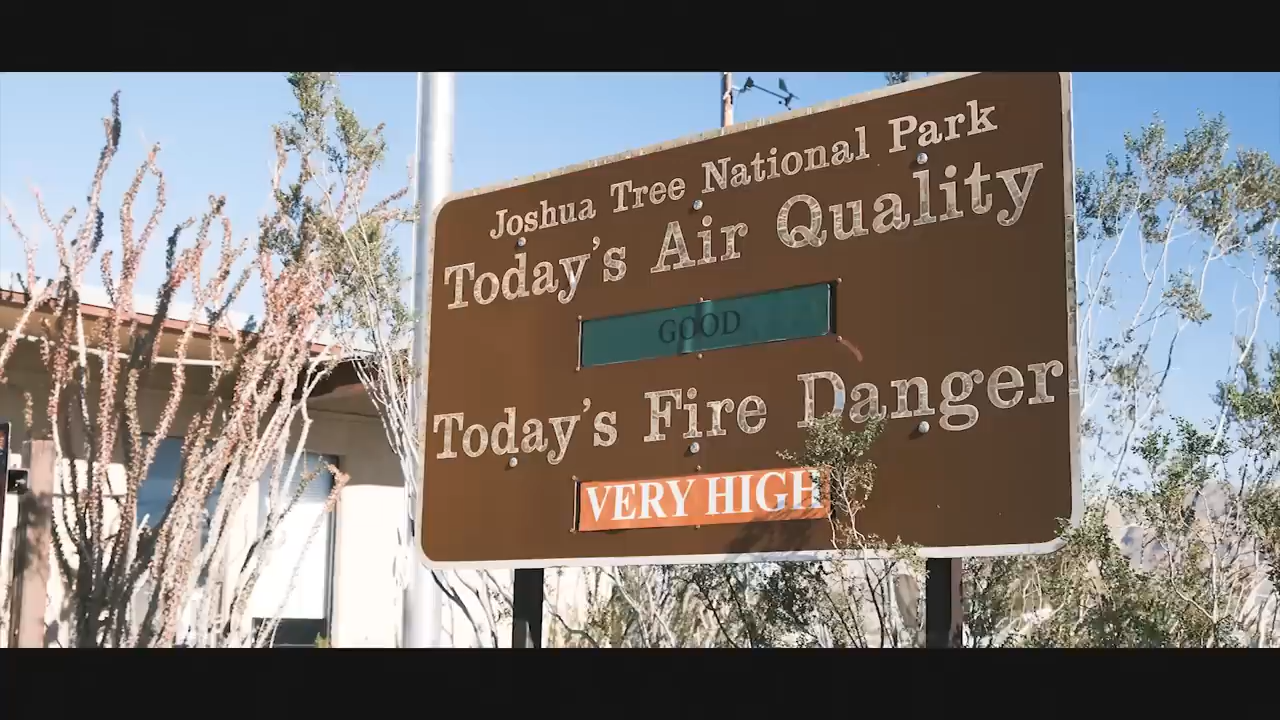 Joshua Tree National Park
Today's Air Quality
GOOD
Today's Fire Danger
VERY HIGH